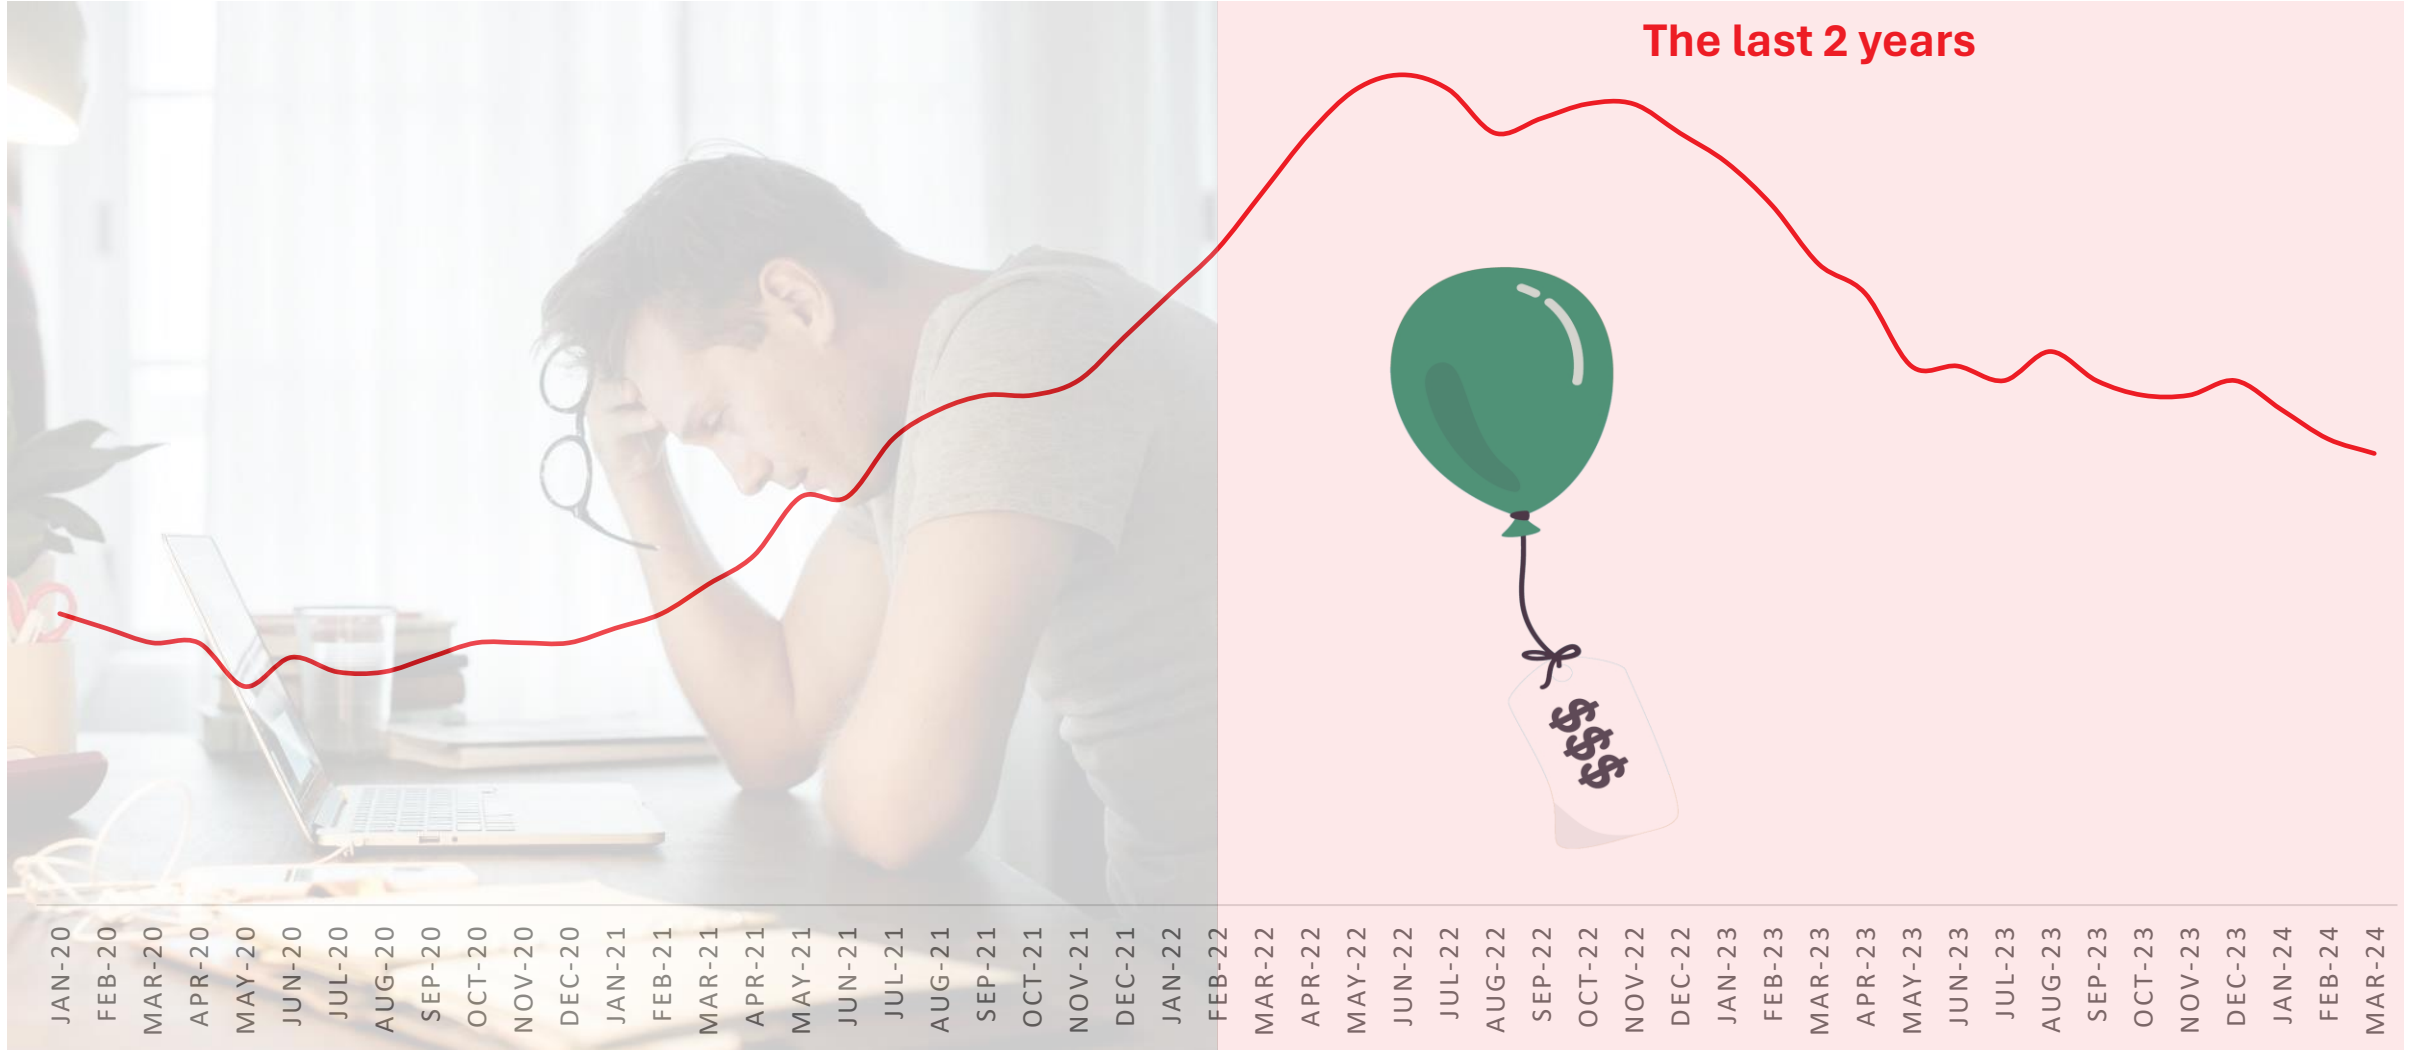 The last 2 years
$$$
JAN-20
FEB-20
MAR-20
APR-20
MAY-20
JUN-20
JUL-20
AUG-20
SEP-20
OCT-20
NOV-20
DEC-20
JAN-21
FEB-21
MAR-21
APR-21
MAY-21
JUN-21
JUL-21
AUG-21
SEP-21
OCT-21
NOV-21
DEC-21
JAN-22
FEB-22
MAR-22
APR-22
MAY-22
JUN-22
JUL-22
AUG-22
SEP-22
OCT-22
NOV-22
DEC-22
JAN-23
FEB-23
MAR-23
APR-23
MAY-23
JUN-23
JUL-23
AUG-23
SEP-23
OCT-23
NOV-23
DEC-23
JAN-24
FEB-24
MAR-24